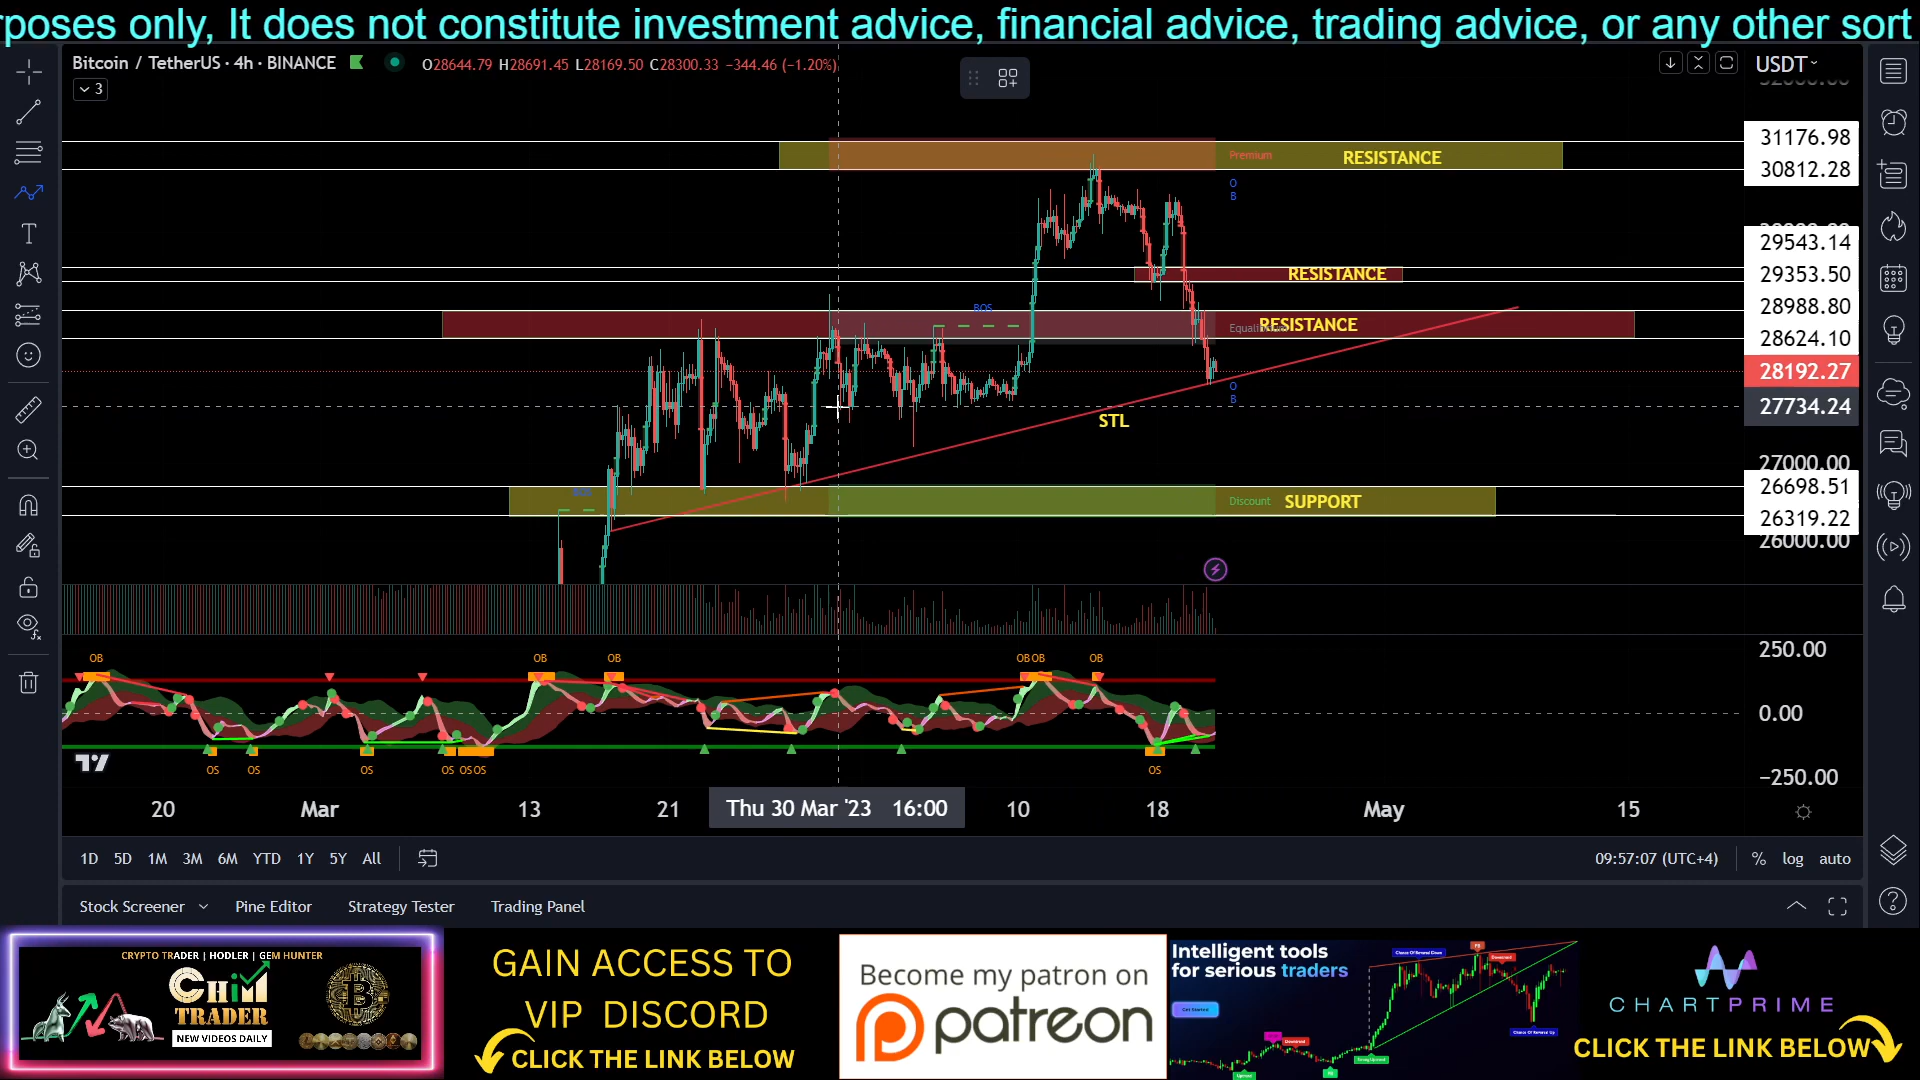 rposes only, It does not constitute investment advice, financial advice, trading advice, or any other sort
Bitcoin / TetherUS · 4h · BINANCE
O28644.79 H28691.45 L28169.50 C28300.33 −344.46 (−1.20%)
3
USDT
31176.98
30812.28
29543.14
29353.50
28988.80
28624.10
28192.27
27734.24
27000.00
26698.51
26319.22
26000.00
Premium
RESISTANCE
O
B
RESISTANCE
BOS
RESISTANCE
O
B
STL
Discount
SUPPORT
250.00
0.00
−250.00
OB
OB
OB
OB OB
OB
OS
OS
OS
OS
OS OS
OS
20
Mar
13
21
Thu 30 Mar '23 16:00
10
18
May
15
1D 5D 1M 3M 6M YTD 1Y 5Y All
09:57:07 (UTC+4)
% log auto
Stock Screener
Pine Editor
Strategy Tester
Trading Panel
CRYPTO TRADER | HODLER | GEM HUNTER
CHIM
TRADER
NEW VIDEOS DAILY
GAIN ACCESS TO
VIP DISCORD
CLICK THE LINK BELOW
Become my patron on
patreon
Intelligent tools
for serious traders
Get Started
CHARTPRIME
CLICK THE LINK BELOW